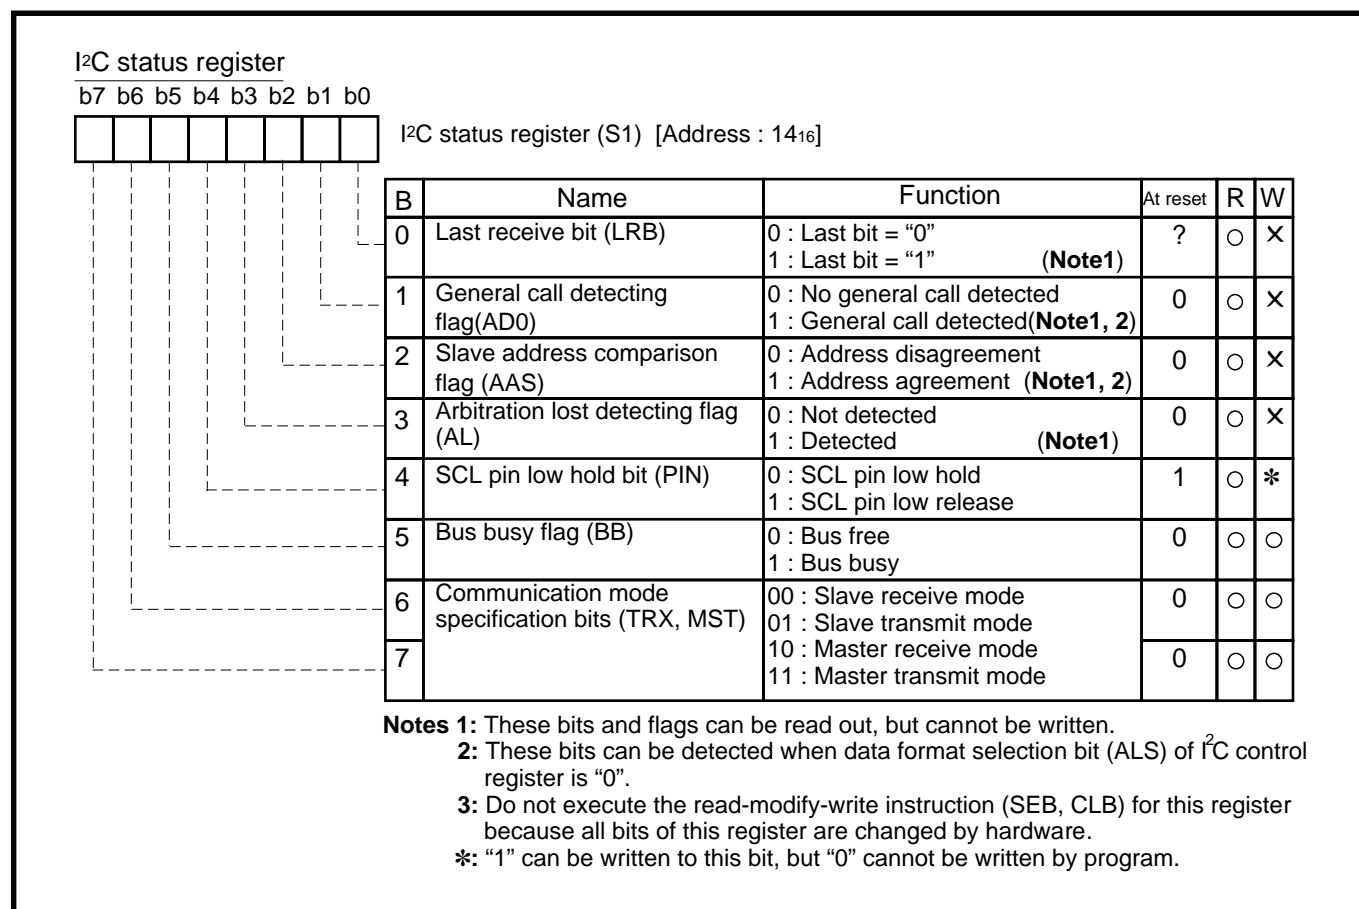 I²C status register
b7 b6 b5 b4 b3 b2 b1 b0
I²C status register (S1) [Address : 14₁₆]
B Name Function At reset R W
0 Last receive bit (LRB) 0 : Last bit = “0” ? ○ ×
1 : Last bit = “1” (Note1)
1 General call detecting 0 : No general call detected 0 ○ ×
flag(AD0) 1 : General call detected(Note1, 2)
2 Slave address comparison 0 : Address disagreement 0 ○ ×
flag (AAS) 1 : Address agreement (Note1, 2)
3 Arbitration lost detecting flag 0 : Not detected 0 ○ ×
(AL) 1 : Detected (Note1)
4 SCL pin low hold bit (PIN) 0 : SCL pin low hold 1 ○ ✻
1 : SCL pin low release
5 Bus busy flag (BB) 0 : Bus free 0 ○ ○
1 : Bus busy
6 Communication mode 00 : Slave receive mode 0 ○ ○
specification bits (TRX, MST) 01 : Slave transmit mode
7 10 : Master receive mode 0 ○ ○
11 : Master transmit mode
Notes 1: These bits and flags can be read out, but cannot be written.
2: These bits can be detected when data format selection bit (ALS) of I²C control
register is “0”.
3: Do not execute the read-modify-write instruction (SEB, CLB) for this register
because all bits of this register are changed by hardware.
✻: “1” can be written to this bit, but “0” cannot be written by program.